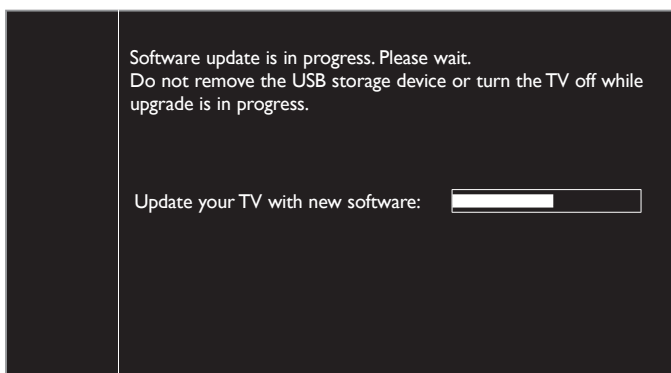 Software update is in progress. Please wait.
Do not remove the USB storage device or turn the TV off while
upgrade is in progress.
Update your TV with new software: